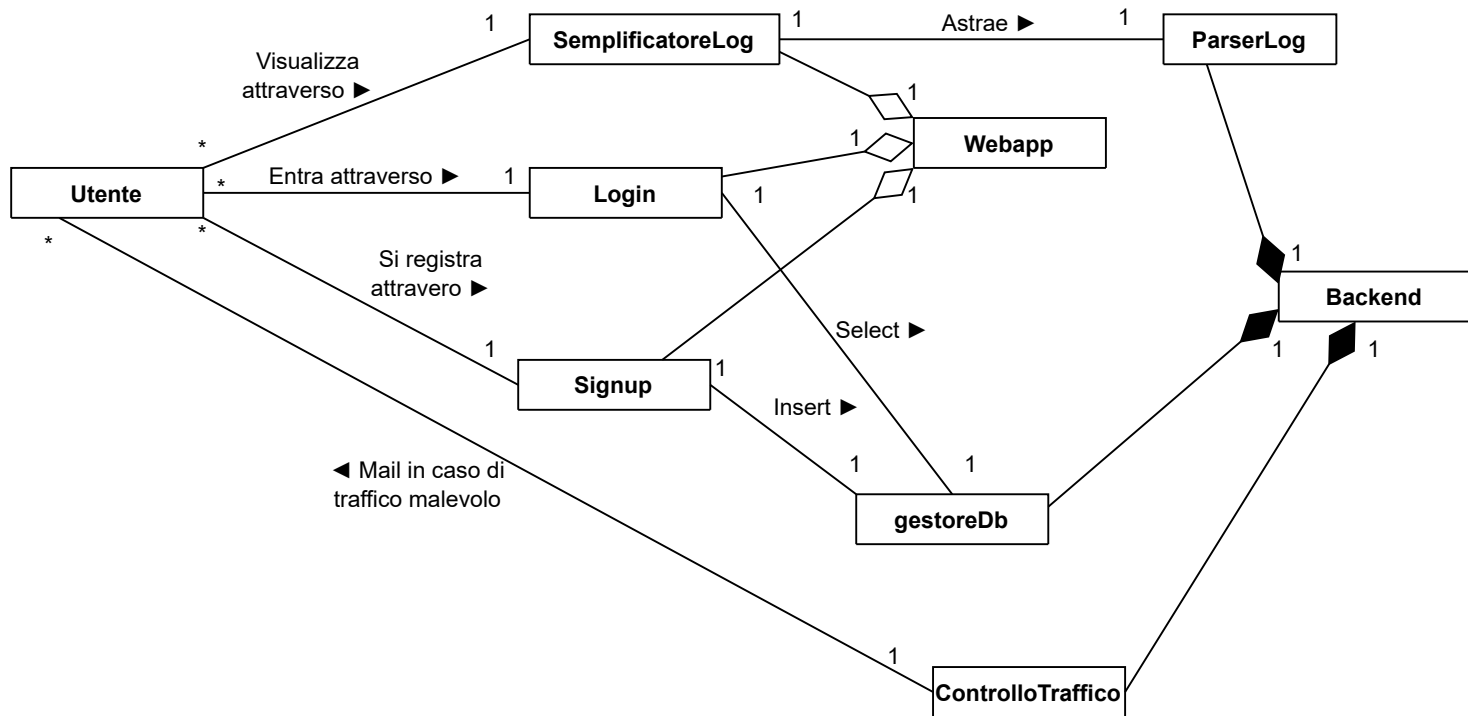 1
SemplificatoreLog
1
Astrae ►
1
ParserLog
Visualizza
attraverso ►
1
Webapp
1
*
Utente
*
Entra attraverso ►
1
Login
1
1
*
*
Si registra
attravero ►
1
Backend
Select ►
1
Signup
1
1
1
Insert ►
◄ Mail in caso di
traffico malevolo
1
1
gestoreDb
1
ControlloTraffico